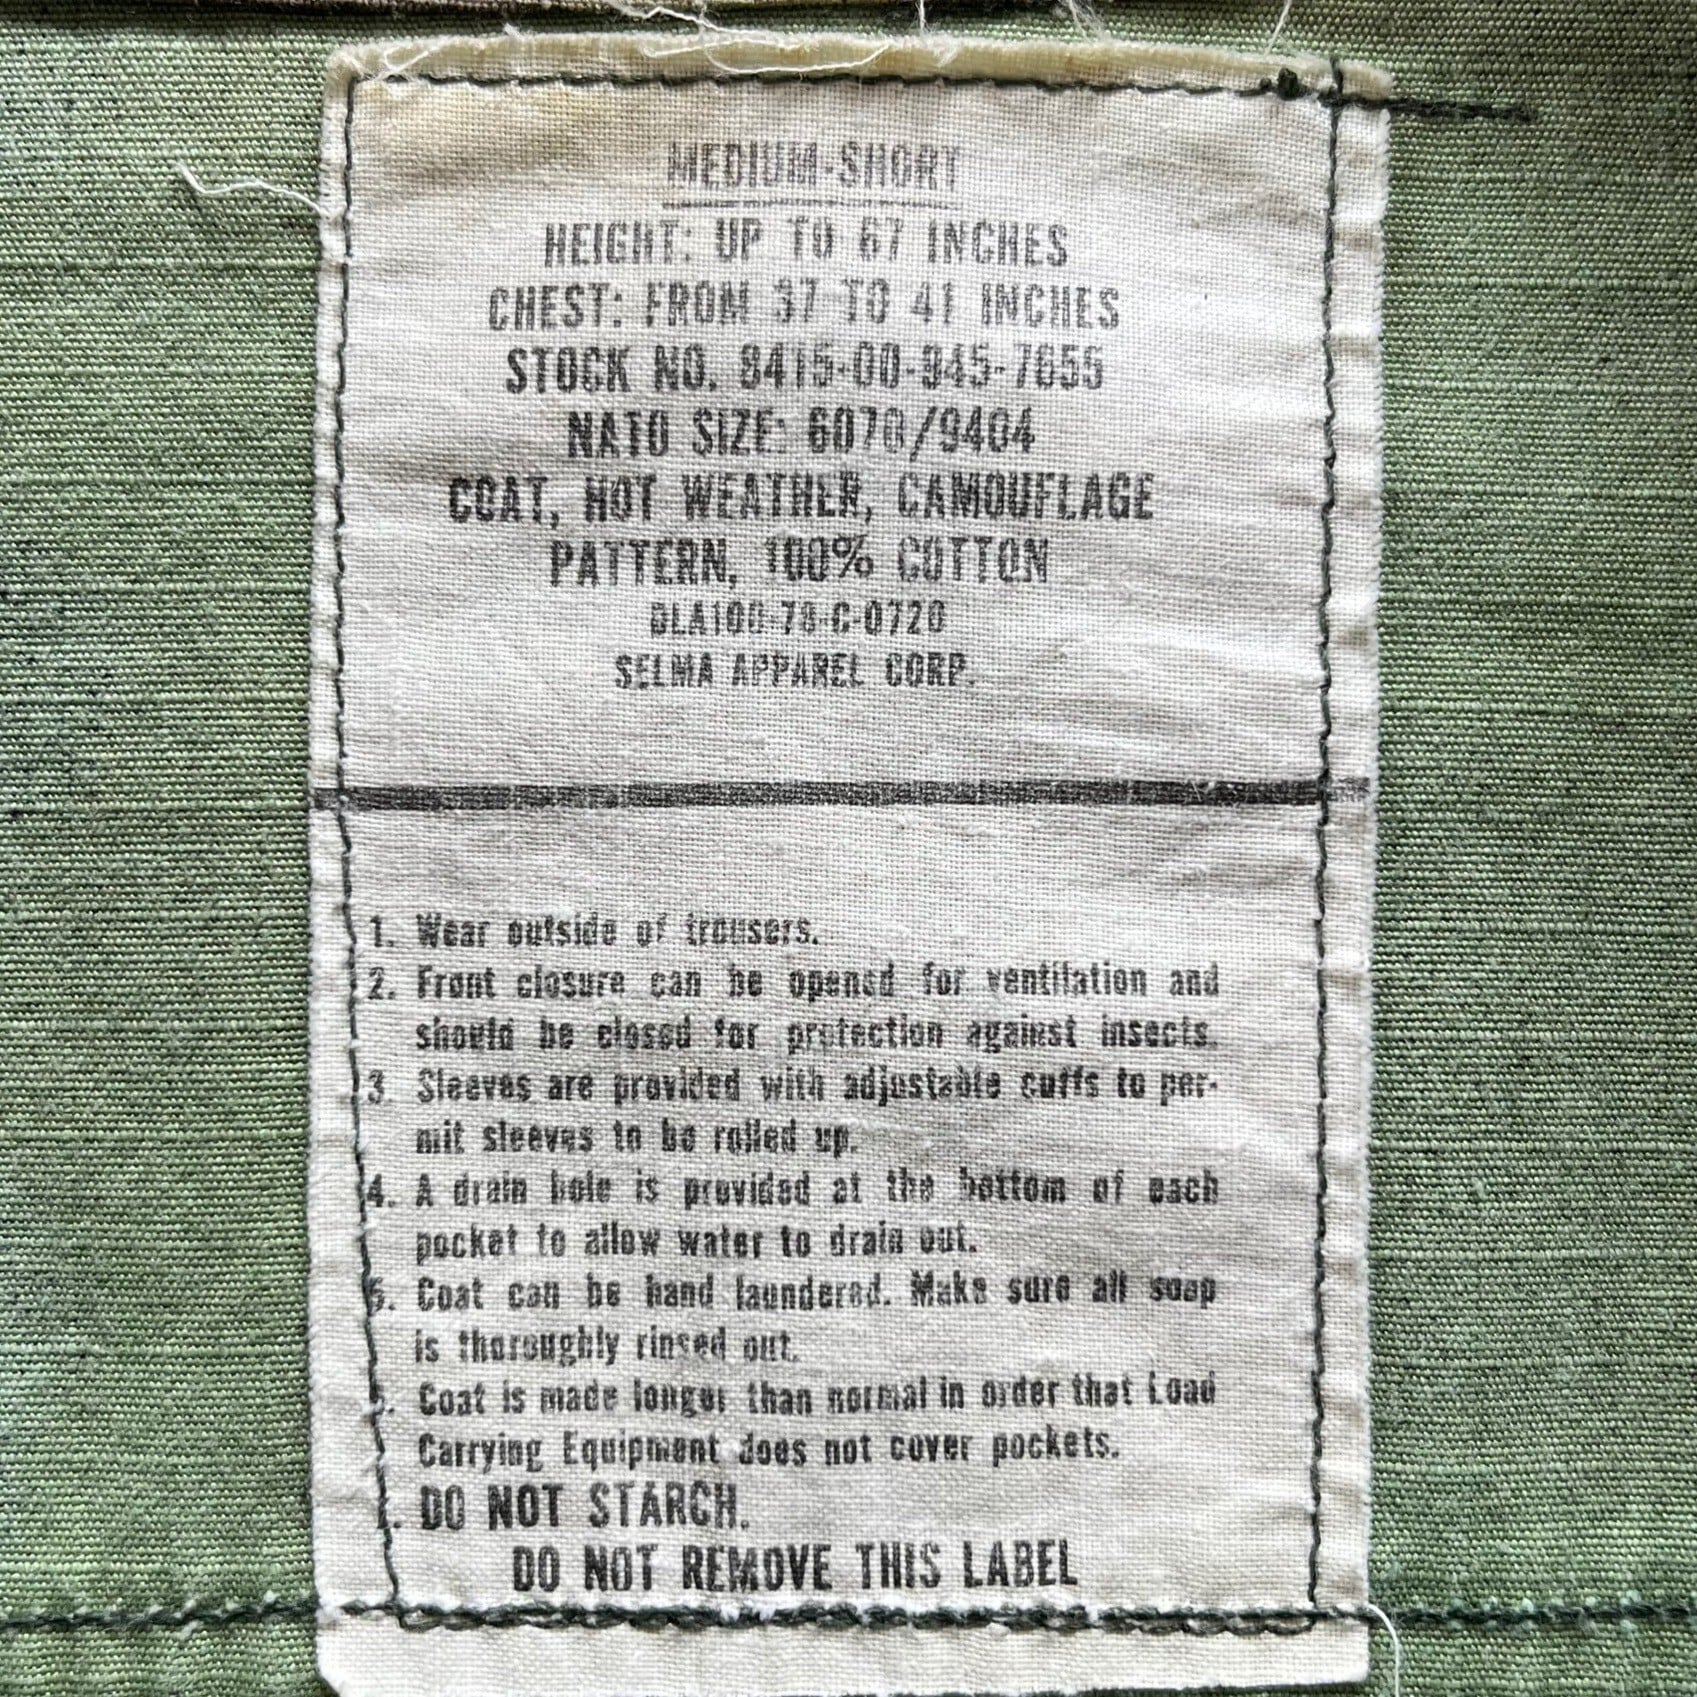 MEDIUM-SHORT
HEIGHT: UP TO 67 INCHES
CHEST: FROM 37 TO 41 INCHES
STOCK NO. 8415-00-945-7655
NATO SIZE: 6070/9404
COAT, HOT WEATHER, CAMOUFLAGE
PATTERN, 100% COTTON
DLA100-78-C-0720
SELMA APPAREL CORP.
1. Wear outside of trousers.
2. Front closure can be opened for ventilation and
should be closed for protection against insects.
3. Sleeves are provided with adjustable cuffs to per-
mit sleeves to be rolled up.
4. A drain hole is provided at the bottom of each
pocket to allow water to drain out.
5. Coat can be hand laundered. Make sure all soap
is thoroughly rinsed out.
Coat is made longer than normal in order that Load
Carrying Equipment does not cover pockets.
DO NOT STARCH.
DO NOT REMOVE THIS LABEL